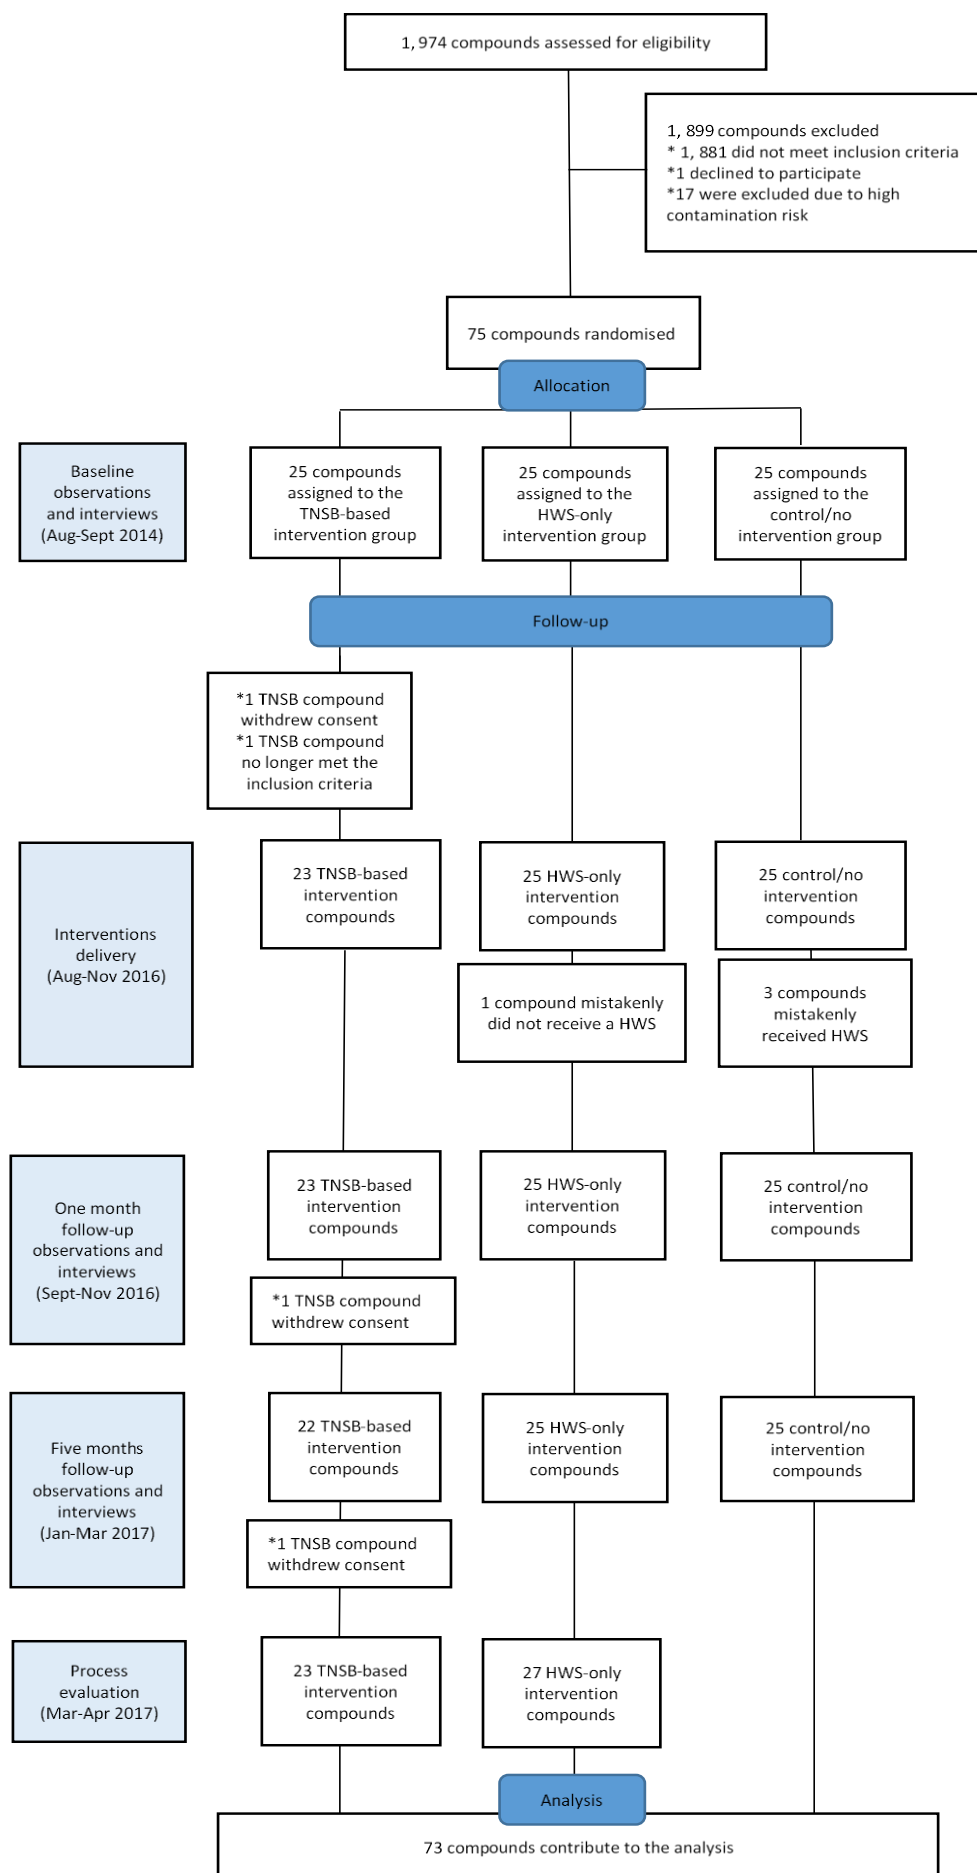 1, 974 compounds assessed for eligibility
1, 899 compounds excluded
* 1, 881 did not meet inclusion criteria
*1 declined to participate
*17 were excluded due to high
contamination risk
75 compounds randomised
Allocation
Baseline
observations
and interviews
(Aug-Sept 2014)
25 compounds
assigned to the
TNSB-based
intervention group
25 compounds
assigned to the
HWS-only
intervention group
25 compounds
assigned to the
control/no
intervention group
Follow-up
*1 TNSB compound
withdrew consent
*1 TNSB compound
no longer met the
inclusion criteria
Interventions
delivery
(Aug-Nov 2016)
23 TNSB-based
intervention
compounds
25 HWS-only
intervention
compounds
25 control/no
intervention
compounds
1 compound mistakenly
did not receive a HWS
3 compounds
mistakenly
received HWS
One month
follow-up
observations and
interviews
(Sept-Nov 2016)
23 TNSB-based
intervention
compounds
25 HWS-only
intervention
compounds
25 control/no
intervention
compounds
*1 TNSB compound
withdrew consent
Five months
follow-up
observations and
interviews
(Jan-Mar 2017)
22 TNSB-based
intervention
compounds
25 HWS-only
intervention
compounds
25 control/no
intervention
compounds
*1 TNSB compound
withdrew consent
Process
evaluation
(Mar-Apr 2017)
23 TNSB-based
intervention
compounds
27 HWS-only
intervention
compounds
Analysis
73 compounds contribute to the analysis